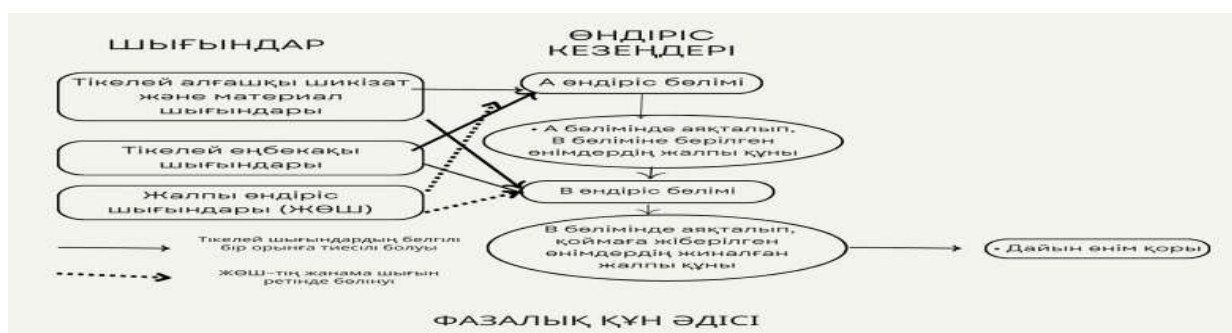 ШЫҒЫНДАР
ӨНДІРІС
КЕЗЕҢДЕРІ
Тікелей алғашқы шикізат
және материал
шығындары
А өндіріс бөлімі
• А бөлімінде аяқталып,
В бөліміне берілген
өнімдердің жалпы құны
Тікелей еңбекақы
шығындары
Жалпы өндіріс
шығындары (ЖӨШ)
В өндіріс бөлімі
Тікелей шығындардың белгілі
бір орынға тиесілі болуы
В бөлімінде аяқталып,
қоймаға жіберілген
өнімдердің жиналған
жалпы құны
• Дайын өнім қоры
ЖӨШ-тің жанама шығын
ретінде бөлінуі
ФАЗАЛЫҚ ҚҰН ӘДІСІ